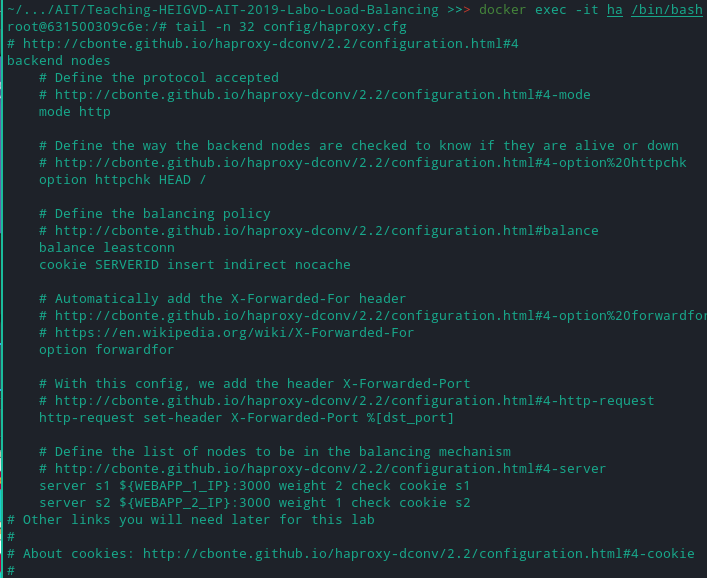 ~/.../AIT/Teaching-HEIGVD-AIT-2019-Labo-Load-Balancing >>> docker exec -it ha /bin/bash
root@631500309c6e:/# tail -n 32 config/haproxy.cfg
# http://cbonte.github.io/haproxy-dconv/2.2/configuration.html#4
backend nodes
    # Define the protocol accepted
    # http://cbonte.github.io/haproxy-dconv/2.2/configuration.html#4-mode
    mode http

    # Define the way the backend nodes are checked to know if they are alive or down
    # http://cbonte.github.io/haproxy-dconv/2.2/configuration.html#4-option%20httpchk
    option httpchk HEAD /

    # Define the balancing policy
    # http://cbonte.github.io/haproxy-dconv/2.2/configuration.html#balance
    balance leastconn
    cookie SERVERID insert indirect nocache

    # Automatically add the X-Forwarded-For header
    # http://cbonte.github.io/haproxy-dconv/2.2/configuration.html#4-option%20forwardfor
    # https://en.wikipedia.org/wiki/X-Forwarded-For
    option forwardfor

    # With this config, we add the header X-Forwarded-Port
    # http://cbonte.github.io/haproxy-dconv/2.2/configuration.html#4-http-request
    http-request set-header X-Forwarded-Port %[dst_port]

    # Define the list of nodes to be in the balancing mechanism
    # http://cbonte.github.io/haproxy-dconv/2.2/configuration.html#4-server
    server s1 ${WEBAPP_1_IP}:3000 weight 2 check cookie s1
    server s2 ${WEBAPP_2_IP}:3000 weight 1 check cookie s2
# Other links you will need later for this lab
#
# About cookies: http://cbonte.github.io/haproxy-dconv/2.2/configuration.html#4-cookie
#